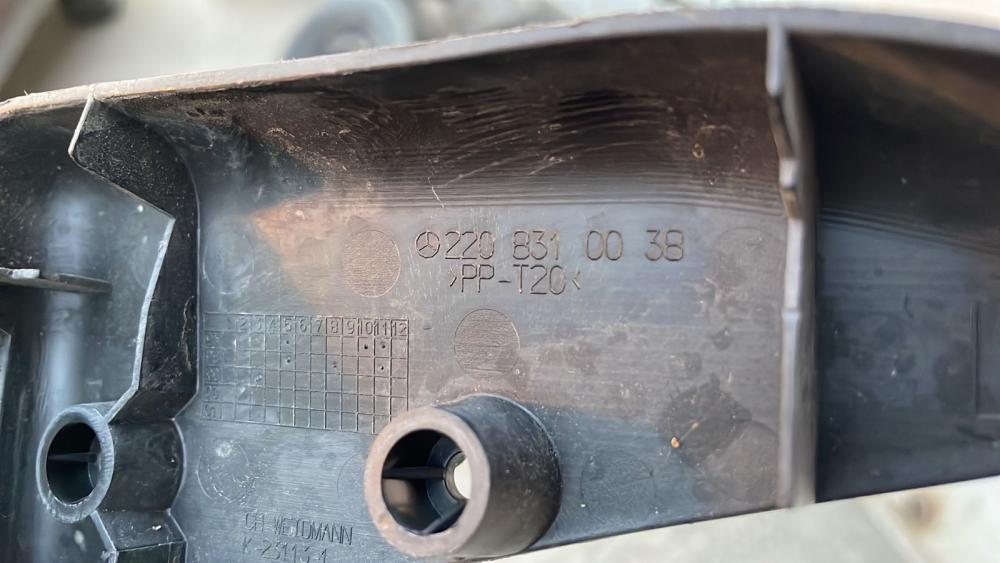 220 831 00 38
>PP-T20<
2 3 4 5 6 7 8 9 10 11 12
WEIDMANN
K 23113-1